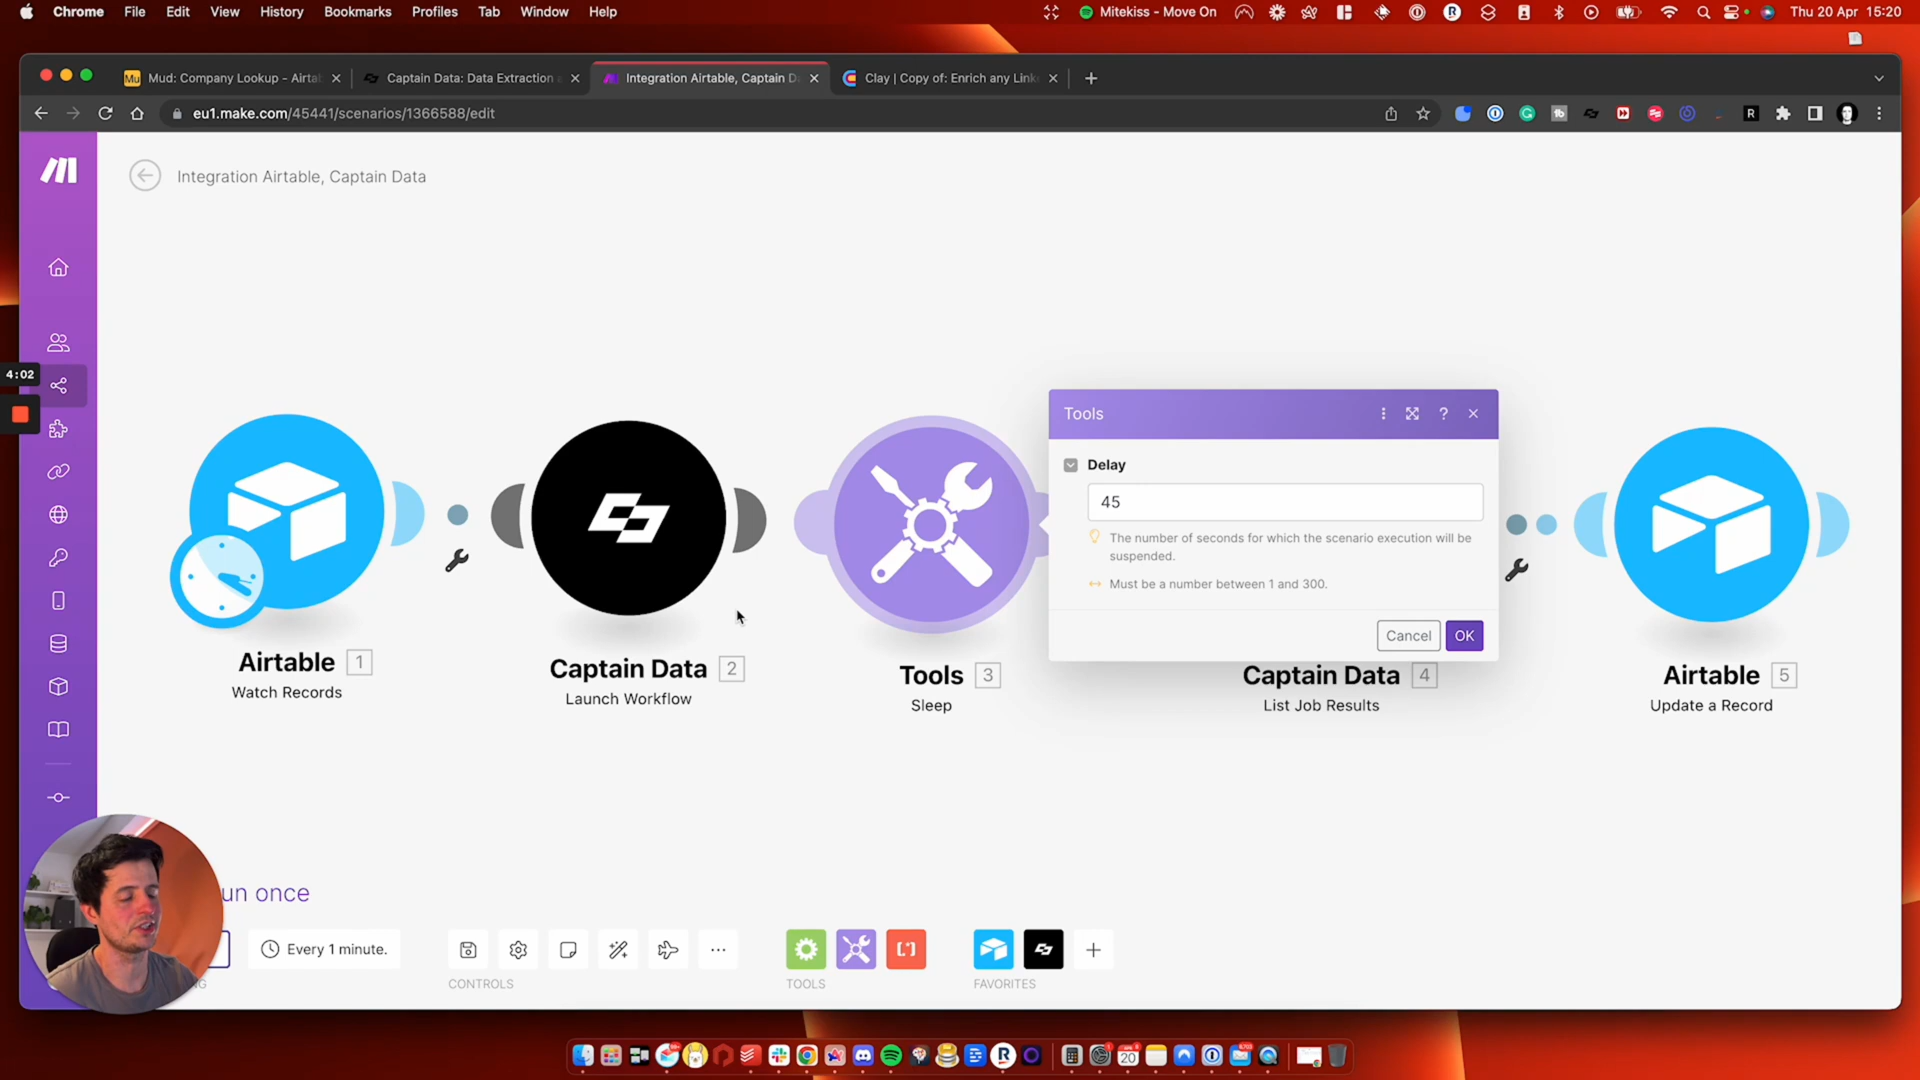 Chrome File Edit View History Bookmarks Profiles Tab Window Help
Mitekiss - Move On
Thu 20 Apr 15:20
Mu Mud: Company Lookup - Airta
Captain Data: Data Extraction
Integration Airtable, Captain D
Clay | Copy of: Enrich any Link
eu1.make.com/45441/scenarios/1366588/edit
Integration Airtable, Captain Data
4:02
Tools
Delay
45
The number of seconds for which the scenario execution will be
suspended.
Must be a number between 1 and 300.
Cancel
OK
Airtable 1
Watch Records
Captain Data 2
Launch Workflow
Tools 3
Sleep
Captain Data 4
List Job Results
Airtable 5
Update a Record
un once
Every 1 minute.
CONTROLS
TOOLS
FAVORITES